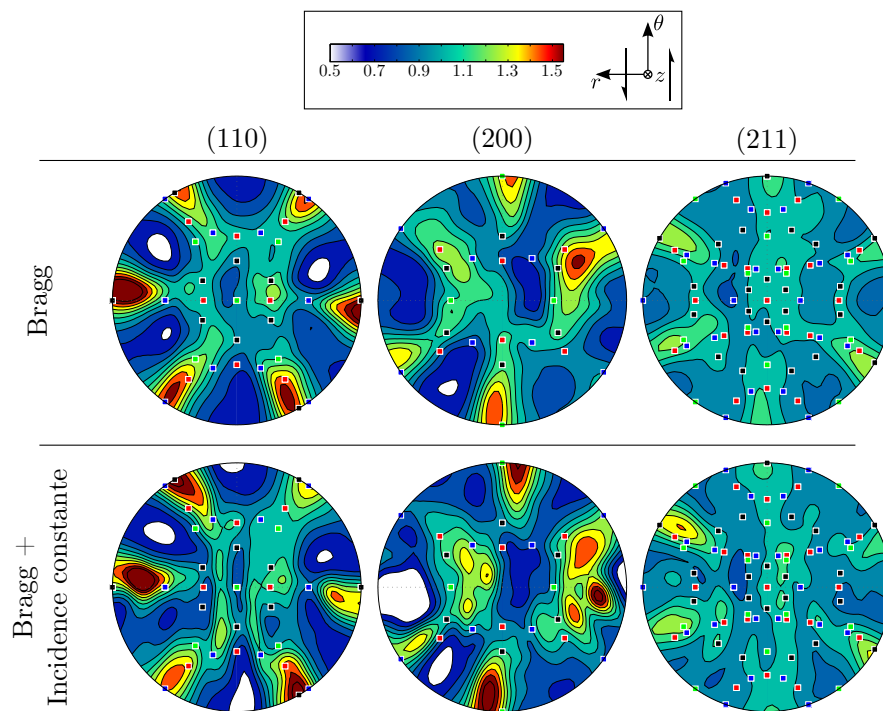 0.5 0.7 0.9 1.1 1.3 1.5
θ
r
z
(110) (200) (211)
Bragg
Bragg +
Incidence constante